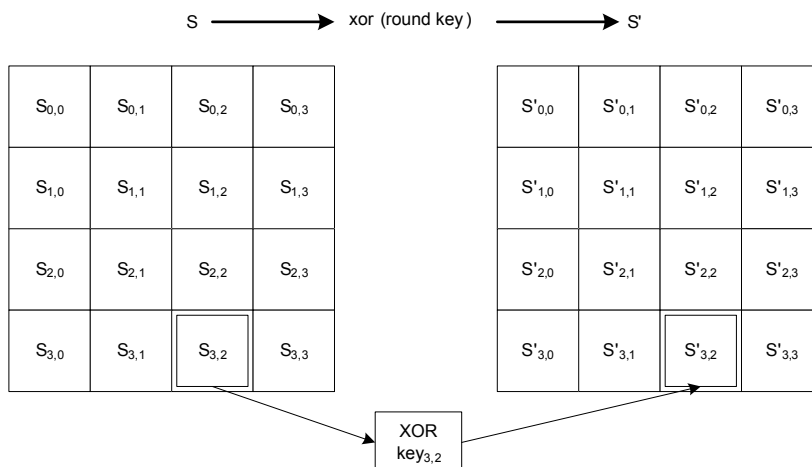 S xor (round key) S'
S0,0 S0,1 S0,2 S0,3 S'0,0 S'0,1 S'0,2 S'0,3
S1,0 S1,1 S1,2 S1,3 S'1,0 S'1,1 S'1,2 S'1,3
S2,0 S2,1 S2,2 S2,3 S'2,0 S'2,1 S'2,2 S'2,3
S3,0 S3,1 S3,2 S3,3 S'3,0 S'3,1 S'3,2 S'3,3
XOR
key3,2